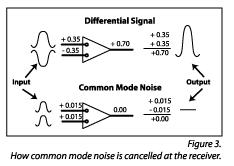 Differential Signal
+ 0.35
- 0.35
+ 0.70
+ 0.35
+ 0.35
+0.70
Input
Output
Common Mode Noise
+ 0.015
+ 0.015
0.00
+ 0.015
- 0.015
+0.00
Figure 3.
How common mode noise is cancelled at the receiver.